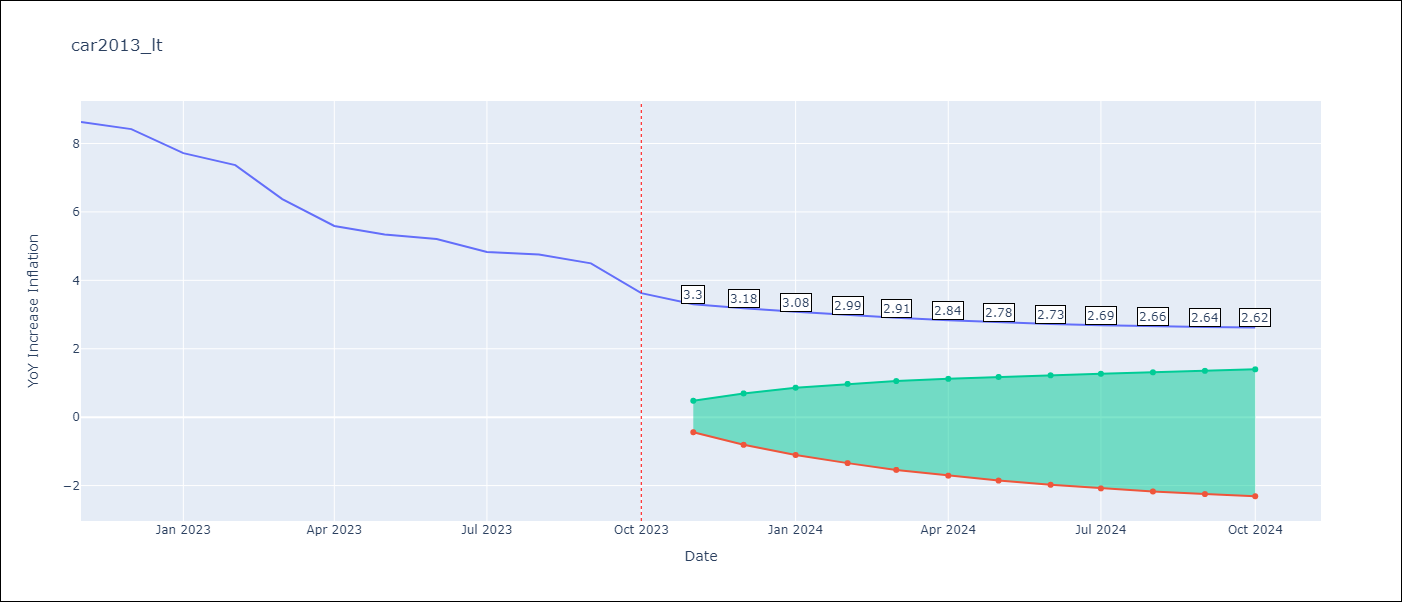 car2013_lt
YoY Increase Inflation
8
6
4
2
0
−2
3.3
3.18
3.08
2.99
2.91
2.84
2.78
2.73
2.69
2.66
2.64
2.62
Jan 2023
Apr 2023
Jul 2023
Oct 2023
Jan 2024
Apr 2024
Jul 2024
Oct 2024
Date